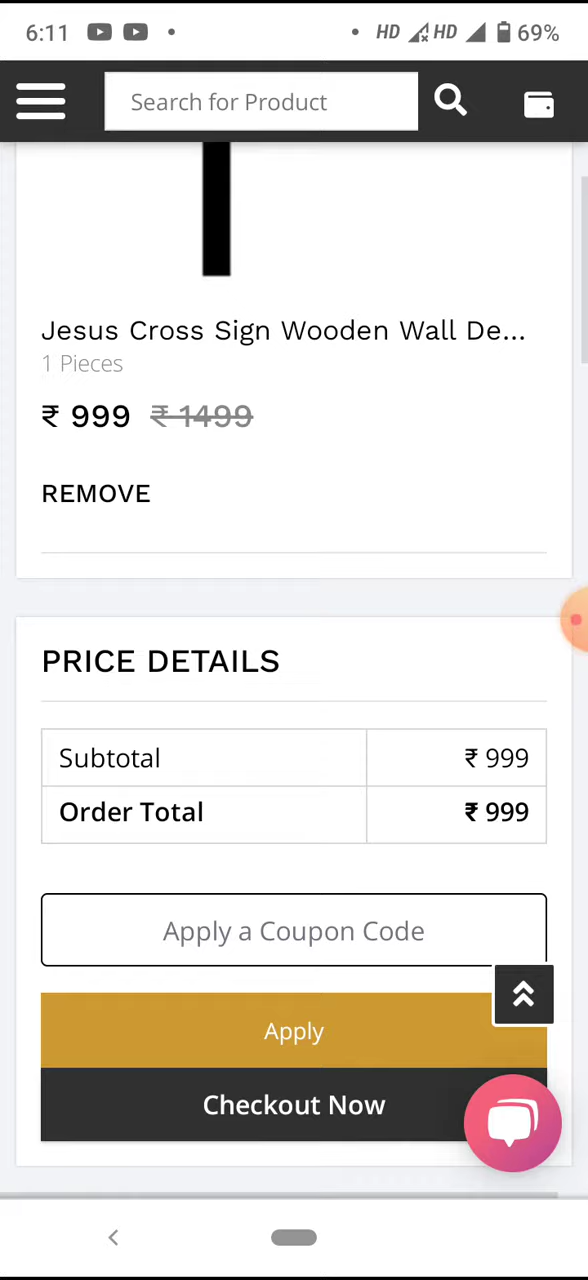 6:11
HD HD 69%
Search for Product
Jesus Cross Sign Wooden Wall De...
1 Pieces
₹ 999 ₹ 1499
REMOVE
PRICE DETAILS
Subtotal ₹ 999
Order Total ₹ 999
Apply a Coupon Code
Apply
Checkout Now